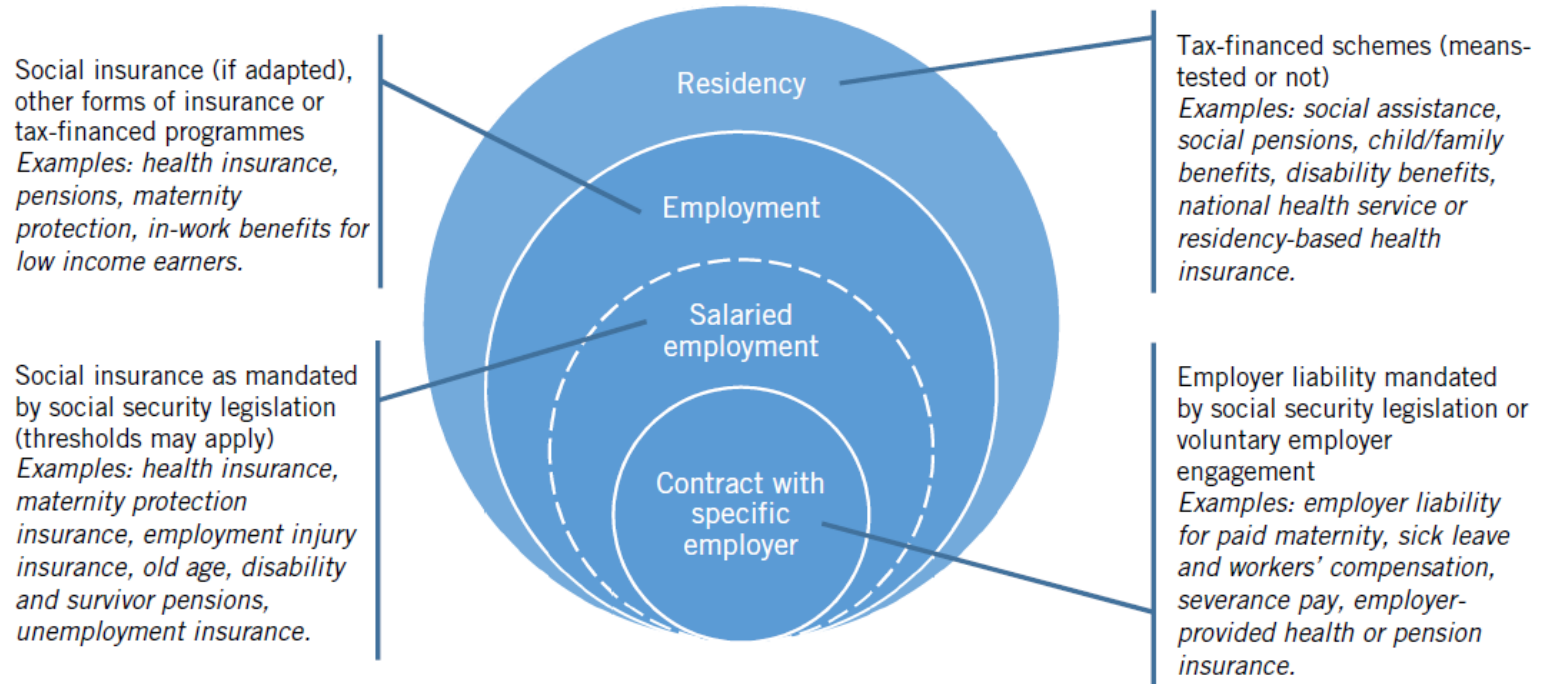 Social insurance (if adapted),
other forms of insurance or
tax-financed programmes
Examples: health insurance,
pensions, maternity
protection, in-work benefits for
low income earners.
Social insurance as mandated
by social security legislation
(thresholds may apply)
Examples: health insurance,
maternity protection
insurance, employment injury
insurance, old age, disability
and survivor pensions,
unemployment insurance.
Residency
Employment
Salaried
employment
Contract with
specific
employer
Tax-financed schemes (means-
tested or not)
Examples: social assistance,
social pensions, child/family
benefits, disability benefits,
national health service or
residency-based health
insurance.
Employer liability mandated
by social security legislation or
voluntary employer
engagement
Examples: employer liability
for paid maternity, sick leave
and workers’ compensation,
severance pay, employer-
provided health or pension
insurance.